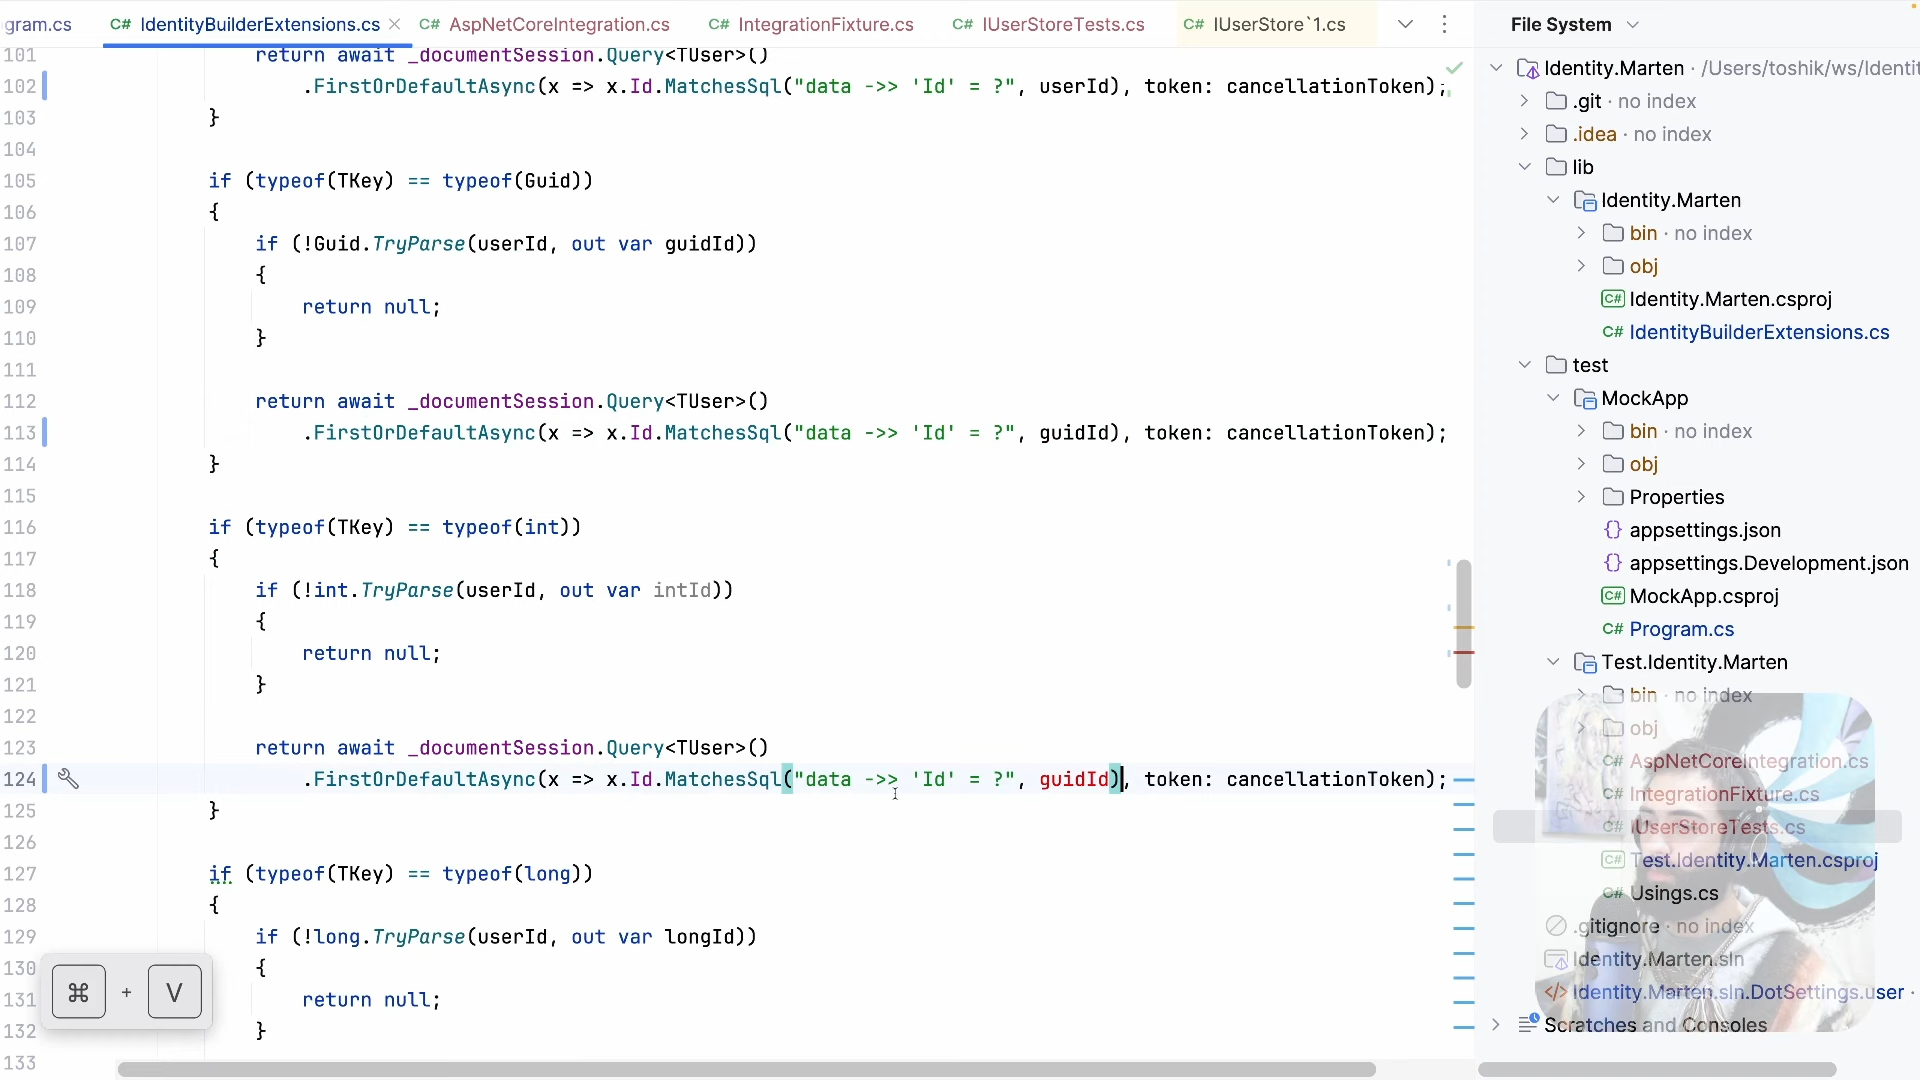 gram.cs
C# IdentityBuilderExtensions.cs
C# AspNetCoreIntegration.cs
C# IntegrationFixture.cs
C# IUserStoreTests.cs
C# IUserStore`1.cs
101 return await _documentSession.Query<TUser>()
102 .FirstOrDefaultAsync(x => x.Id.MatchesSql("data ->> 'Id' = ?", userId), token: cancellationToken);
103 }
104
105 if (typeof(TKey) == typeof(Guid))
106 {
107 if (!Guid.TryParse(userId, out var guidId))
108 {
109 return null;
110 }
111
112 return await _documentSession.Query<TUser>()
113 .FirstOrDefaultAsync(x => x.Id.MatchesSql("data ->> 'Id' = ?", guidId), token: cancellationToken);
114 }
115
116 if (typeof(TKey) == typeof(int))
117 {
118 if (!int.TryParse(userId, out var intId))
119 {
120 return null;
121 }
122
123 return await _documentSession.Query<TUser>()
124 .FirstOrDefaultAsync(x => x.Id.MatchesSql("data ->> 'Id' = ?", guidId), token: cancellationToken);
125 }
126
127 if (typeof(TKey) == typeof(long))
128 {
129 if (!long.TryParse(userId, out var longId))
130 {
131 return null;
132 }
133
⌘ + V
File System
Identity.Marten · /Users/toshik/ws/Identit
.git · no index
.idea · no index
lib
Identity.Marten
bin · no index
obj
C# Identity.Marten.csproj
C# IdentityBuilderExtensions.cs
test
MockApp
bin · no index
obj
Properties
{} appsettings.json
{} appsettings.Development.json
C# MockApp.csproj
C# Program.cs
Test.Identity.Marten
bin · no index
obj
C# AspNetCoreIntegration.cs
C# IntegrationFixture.cs
C# IUserStoreTests.cs
C# Test.Identity.Marten.csproj
C# Usings.cs
.gitignore · no index
Identity.Marten.sln
</> Identity.Marten.sln.DotSettings.user ·
Scratches and Consoles